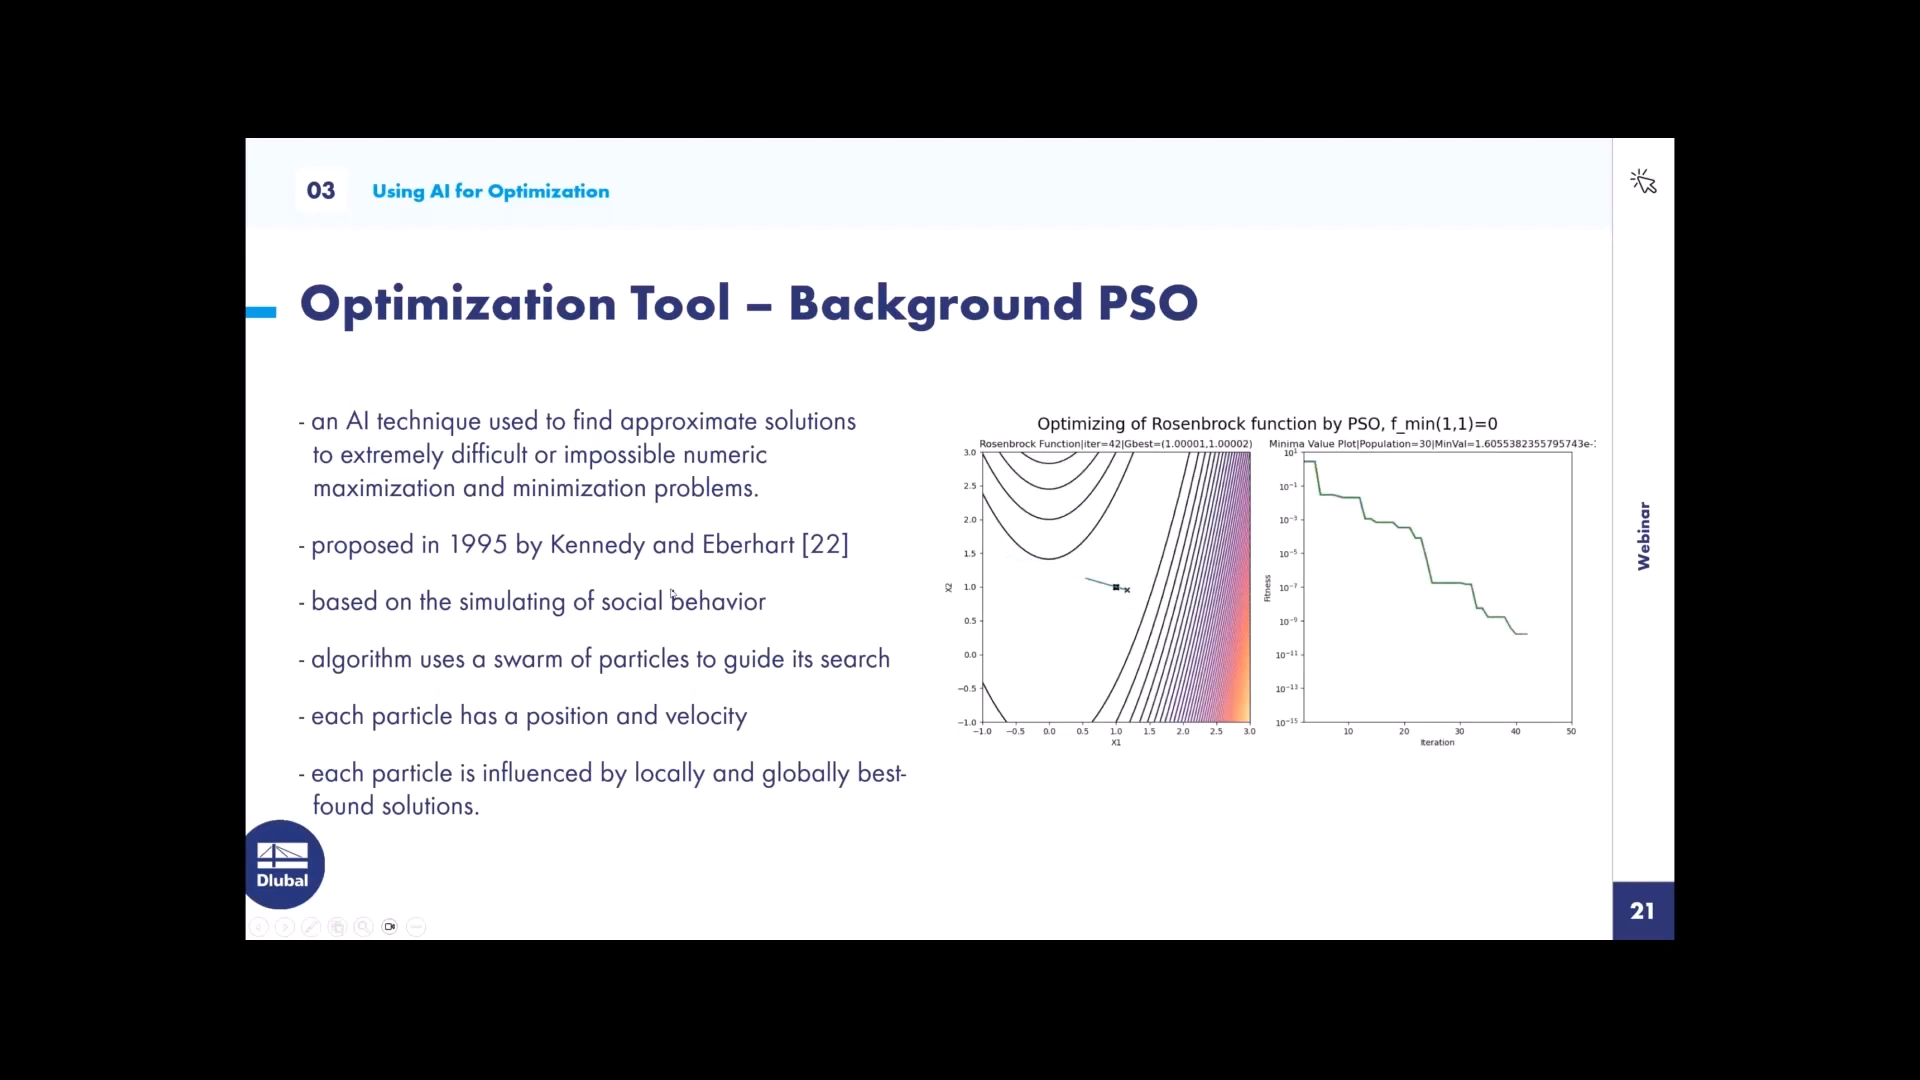 03
Using AI for Optimization
Optimization Tool – Background PSO
- an AI technique used to find approximate solutions
to extremely difficult or impossible numeric
maximization and minimization problems.
- proposed in 1995 by Kennedy and Eberhart [22]
- based on the simulating of social behavior
- algorithm uses a swarm of particles to guide its search
- each particle has a position and velocity
- each particle is influenced by locally and globally best-
found solutions.
Optimizing of Rosenbrock function by PSO, f_min(1,1)=0
Rosenbrock Function|iter=42|Gbest=(1.00001,1.00002)
3.0
2.5
2.0
1.5
1.0
0.5
0.0
−0.5
−1.0
X2
−1.0 −0.5 0.0 0.5 1.0 1.5 2.0 2.5 3.0
X1
Minima Value Plot|Population=30|MinVal=1.6055382355795743e-
10¹
10⁻¹
10⁻³
10⁻⁵
10⁻⁷
10⁻⁹
10⁻¹¹
10⁻¹³
10⁻¹⁵
Fitness
10 20 30 40 50
Iteration
Webinar
Dlubal
21